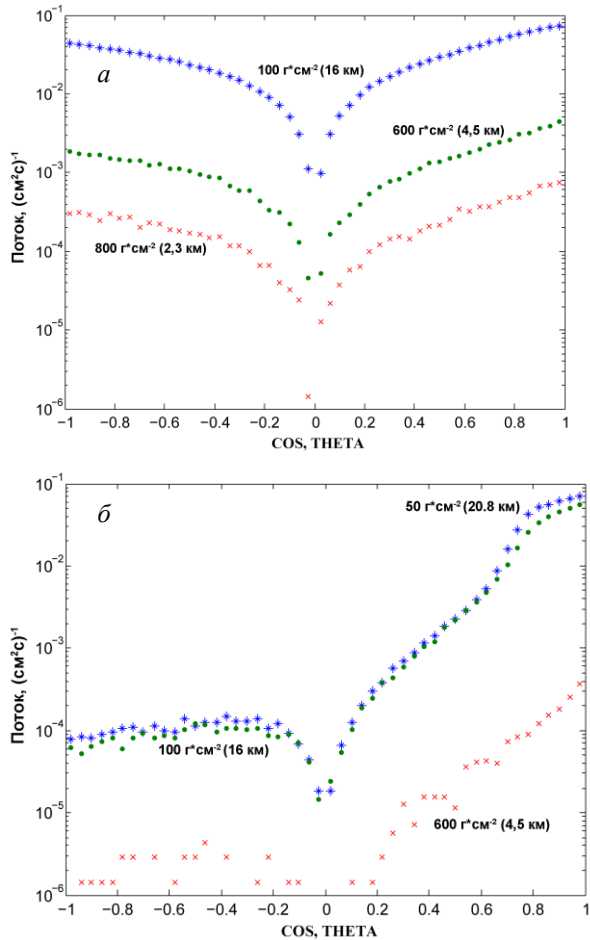 10⁻¹
а
100 г*см⁻² (16 км)
10⁻²
600 г*см⁻² (4,5 км)
10⁻³
800 г*см⁻² (2,3 км)
10⁻⁴
10⁻⁵
10⁻⁶
Поток, (см²с)⁻¹
−1 −0.8 −0.6 −0.4 −0.2 0 0.2 0.4 0.6 0.8 1
COS, THETA
10⁻¹
б
50 г*см⁻² (20.8 км)
10⁻²
10⁻³
10⁻⁴
100 г*см⁻² (16 км)
10⁻⁵
600 г*см⁻² (4,5 км)
10⁻⁶
Поток, (см²с)⁻¹
−1 −0.8 −0.6 −0.4 −0.2 0 0.2 0.4 0.6 0.8 1
COS, THETA